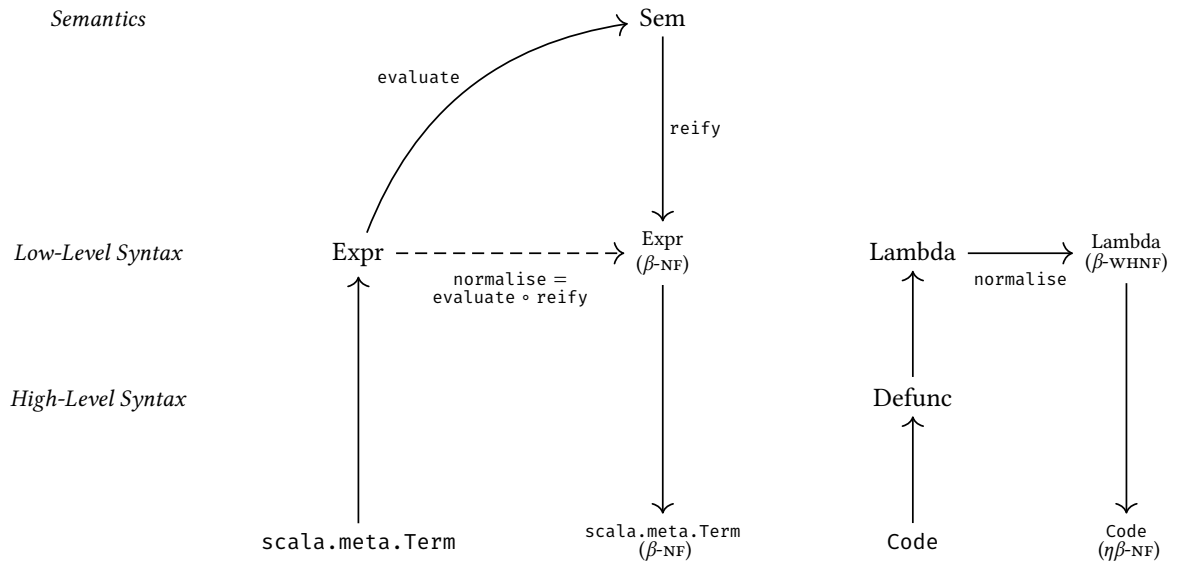 Semantics
Sem
evaluate
reify
Low-Level Syntax
Expr
Expr
(β-NF)
normalise =
evaluate ∘ reify
Lambda
normalise
Lambda
(β-WHNF)
High-Level Syntax
Defunc
scala.meta.Term
scala.meta.Term
(β-NF)
Code
Code
(ηβ-NF)